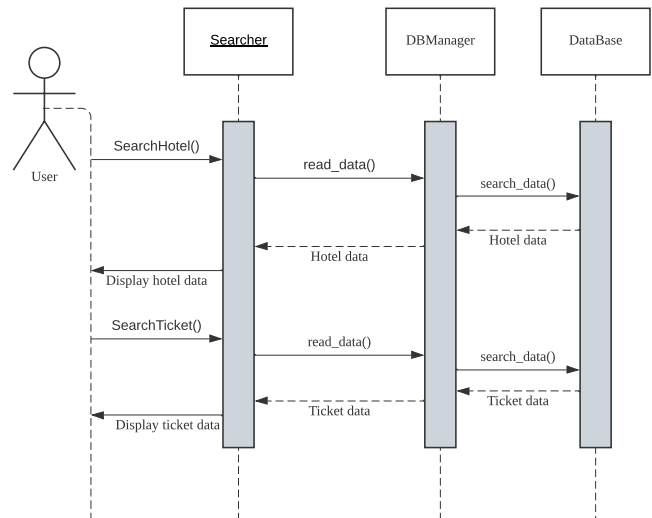 Searcher
DBManager
DataBase
User
SearchHotel()
read_data()
search_data()
Hotel data
Hotel data
Display hotel data
SearchTicket()
read_data()
search_data()
Ticket data
Ticket data
Display ticket data